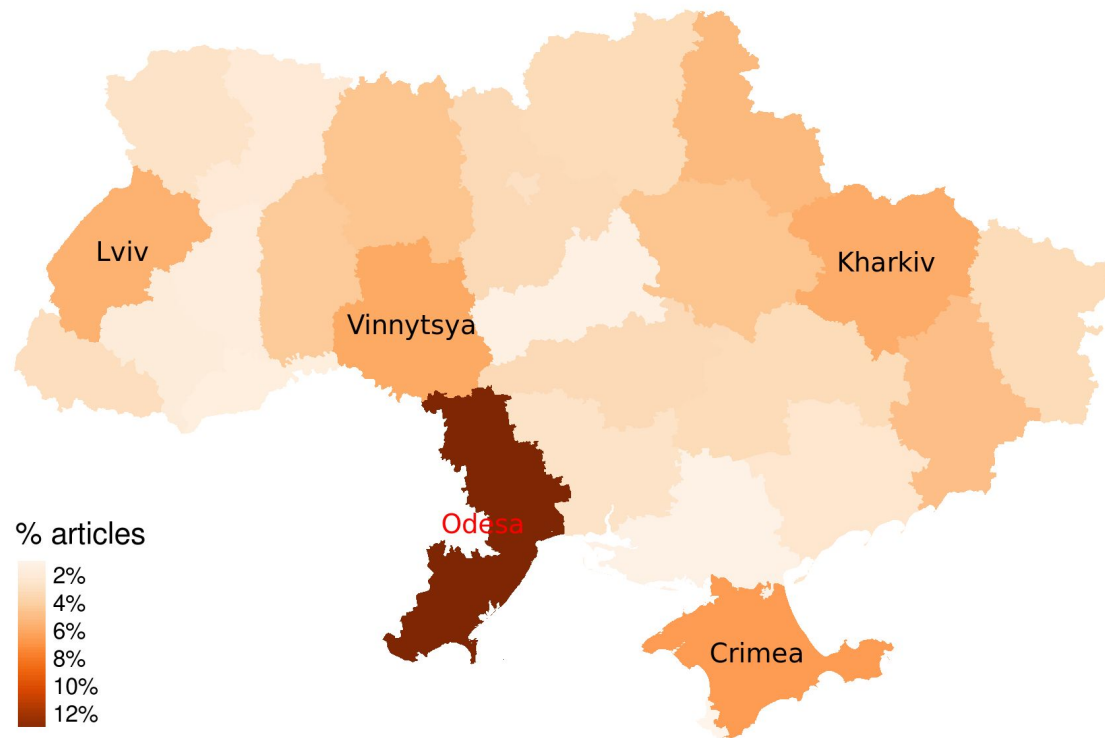 Lviv
Kharkiv
Vinnytsya
Odesa
Crimea
% articles
2%
4%
6%
8%
10%
12%